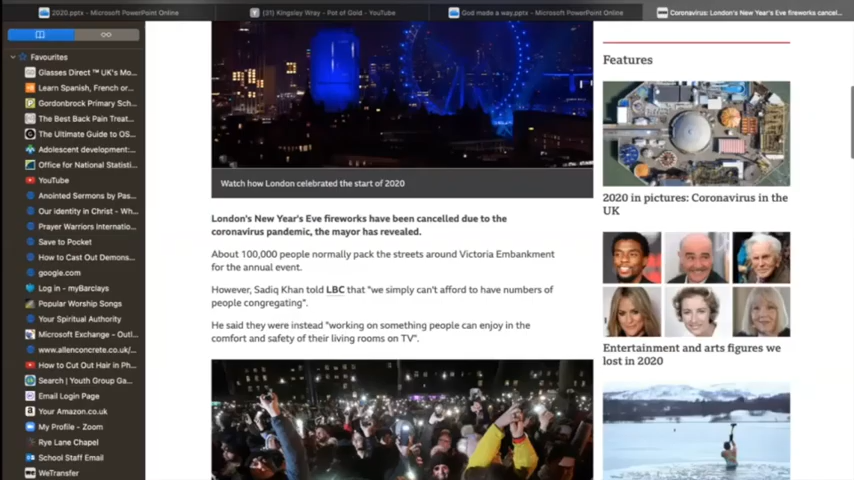 2020.pptx - Microsoft PowerPoint Online
(31) Kingsley Wray - Pot of Gold - YouTube
God made a way.pptx - Microsoft PowerPoint Online
Coronavirus: London's New Year's Eve fireworks cancel...
Favourites
Glasses Direct ™ UK's Mo...
Learn Spanish, French or...
Gordonbrock Primary Sch...
The Best Back Pain Treat...
The Ultimate Guide to OS...
Adolescent development:...
Office for National Statisti...
YouTube
Anointed Sermons by Pas...
Our identity in Christ - Wh...
Prayer Warriors Internatio...
Save to Pocket
How to Cast Out Demons...
google.com
Log in - myBarclays
Popular Worship Songs
Your Spiritual Authority
Microsoft Exchange - Outl...
www.allenconcrete.co.uk/...
How to Cut Out Hair in Ph...
Search | Youth Group Ga...
Email Login Page
Your Amazon.co.uk
My Profile - Zoom
Rye Lane Chapel
School Staff Email
WeTransfer
Watch how London celebrated the start of 2020
London's New Year's Eve fireworks have been cancelled due to the
coronavirus pandemic, the mayor has revealed.
About 100,000 people normally pack the streets around Victoria Embankment
for the annual event.
However, Sadiq Khan told LBC that "we simply can't afford to have numbers of
people congregating".
He said they were instead "working on something people can enjoy in the
comfort and safety of their living rooms on TV".
Features
2020 in pictures: Coronavirus in the
UK
Entertainment and arts figures we
lost in 2020